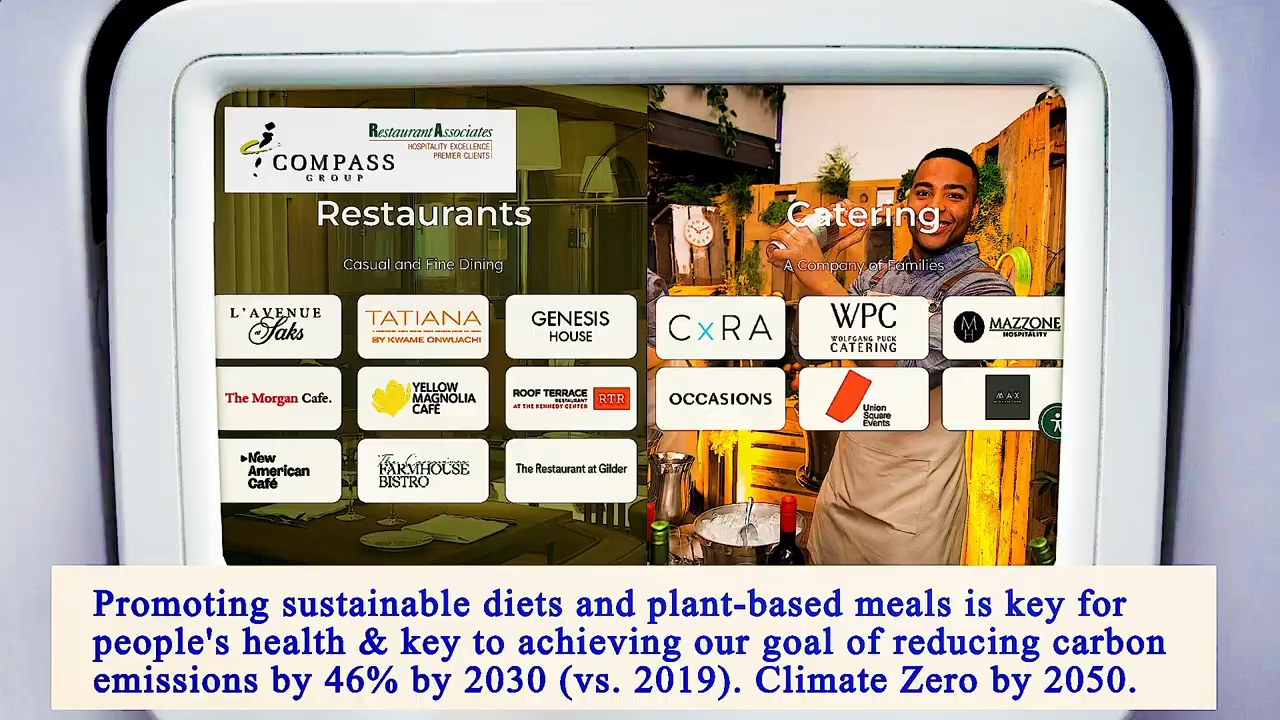 COMPASS
GROUP
Restaurant Associates
HOSPITALITY EXCELLENCE
PREMIER CLIENTS
Restaurants
Casual and Fine Dining
L'AVENUE
at Saks
TATIANA
BY KWAME ONWUACHI
GENESIS
HOUSE
The Morgan Cafe.
YELLOW
MAGNOLIA
CAFÉ
ROOF TERRACE
RESTAURANT
AT THE KENNEDY CENTER
RTR
New
American
Café
FARMHOUSE
BISTRO
The Restaurant at Gilder
Catering
A Company of Families
CxRA
WPC
WOLFGANG PUCK
CATERING
MH
MAZZONE
HOSPITALITY
OCCASIONS
Union
Square
Events
MAX
Promoting sustainable diets and plant-based meals is key for
people's health & key to achieving our goal of reducing carbon
emissions by 46% by 2030 (vs. 2019). Climate Zero by 2050.